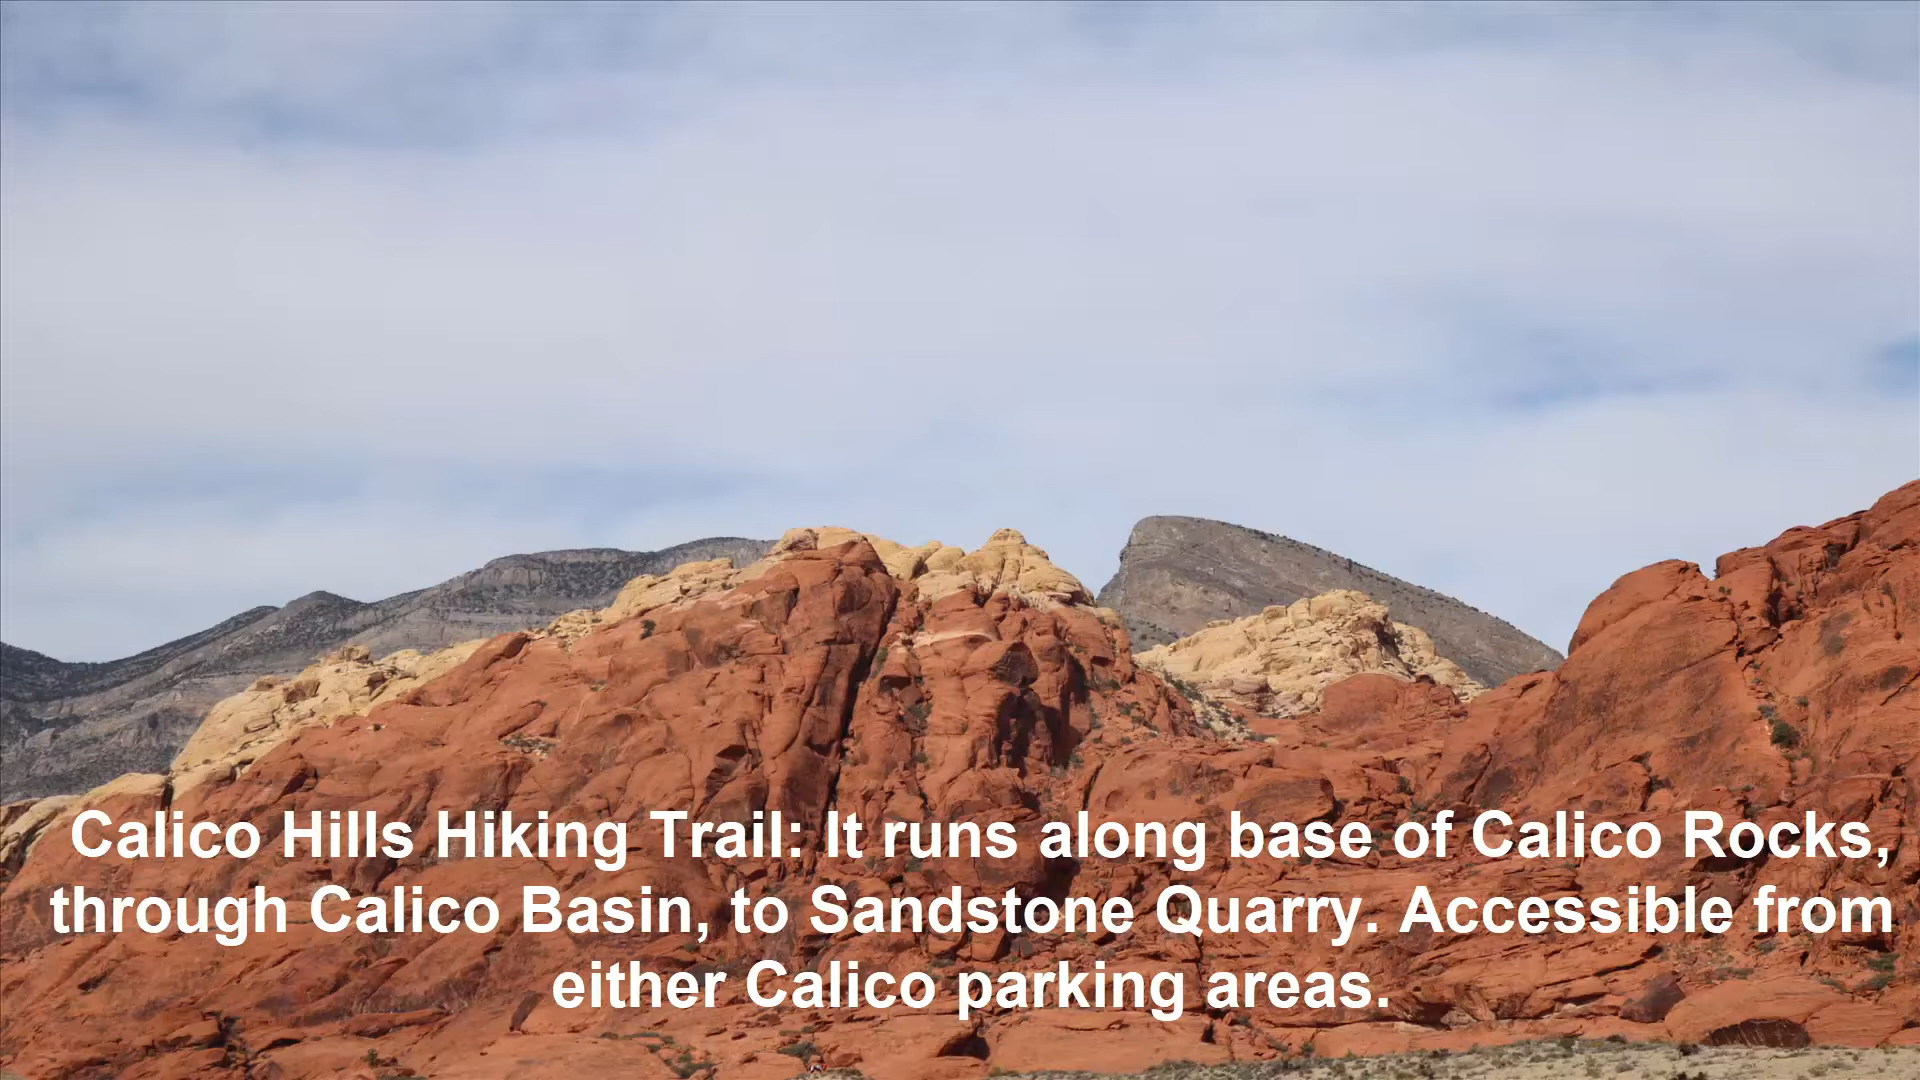 Calico Hills Hiking Trail: It runs along base of Calico Rocks,
through Calico Basin, to Sandstone Quarry. Accessible from
either Calico parking areas.